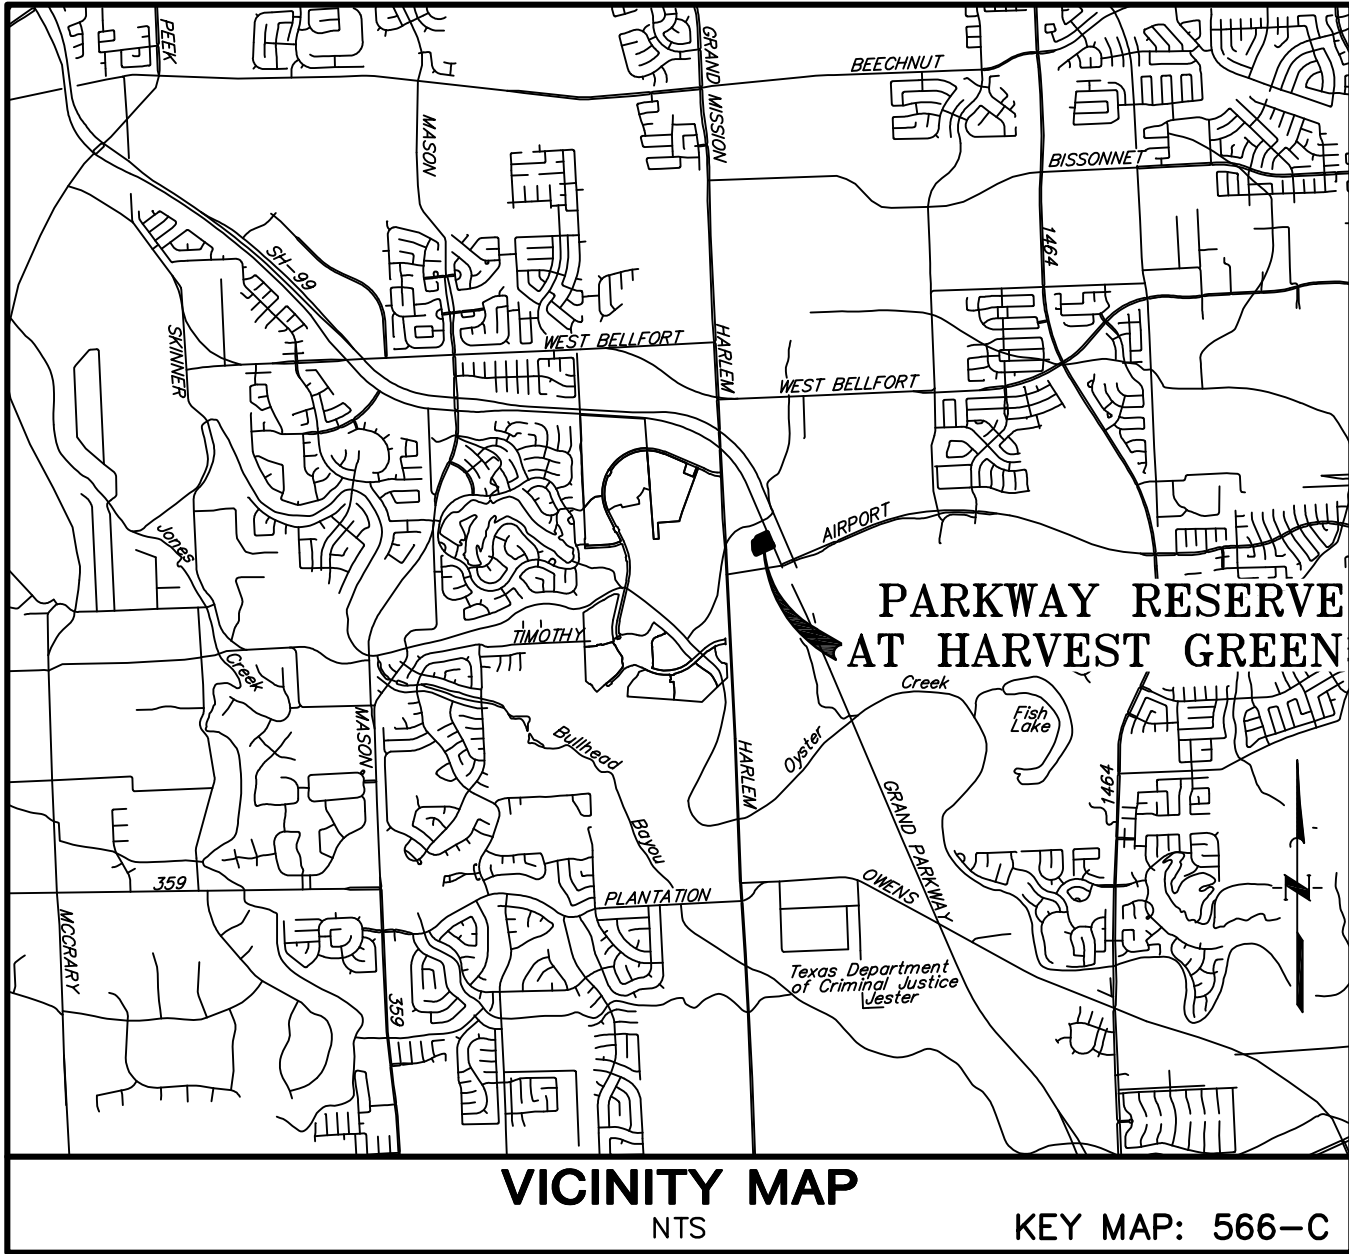 PEEK
GRAND MISSION
BEECHNUT
MASON
BISSONNET
1464
SH-99
SKINNER
WEST BELLFORT
HARLEM
WEST BELLFORT
AIRPORT
Jones
PARKWAY RESERVE
AT HARVEST GREEN
TIMOTHY
Creek
Creek
Fish
Lake
MASON
Bullhead
Oyster
HARLEM
1464
GRAND PARKWAY
Bayou
359
OWENS
PLANTATION
N
MCCRARY
Texas Department
of Criminal Justice
Jester
359
VICINITY MAP
NTS
KEY MAP: 566-C